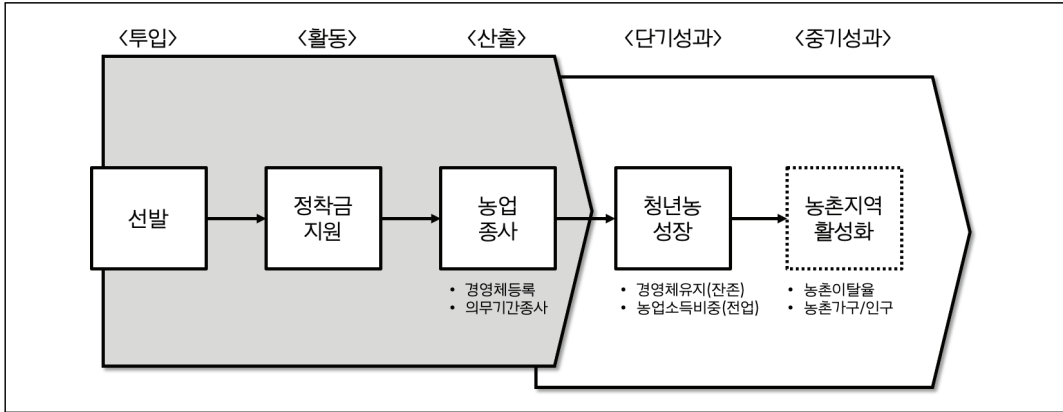 〈투입〉 〈활동〉 〈산출〉 〈단기성과〉 〈중기성과〉
선발
정착금
지원
농업
종사
• 경영체등록
• 의무기간종사
청년농
성장
• 경영체유지(잔존)
• 농업소득비중(전업)
농촌지역
활성화
• 농촌이탈율
• 농촌가구/인구